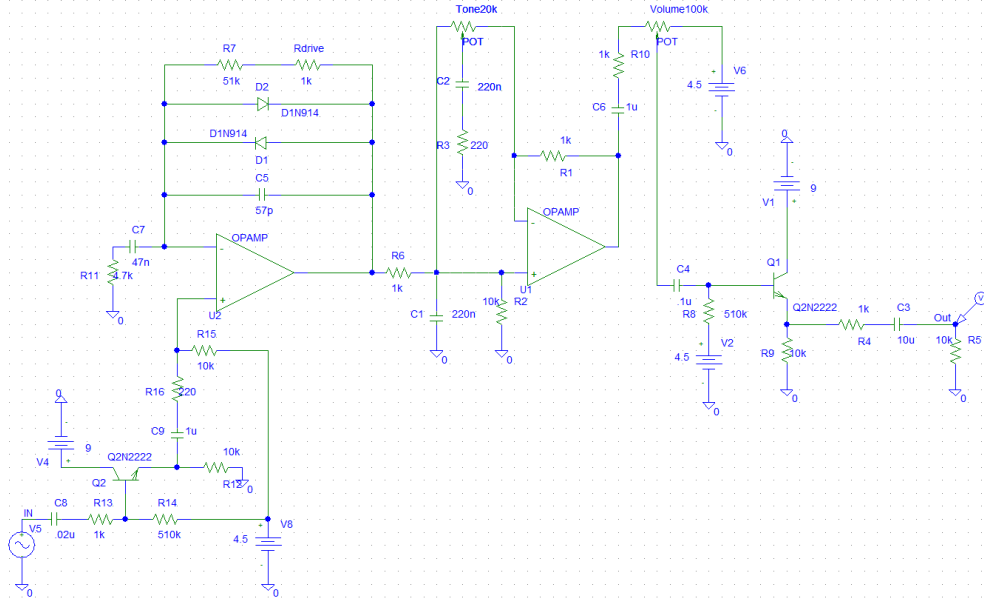 Tone20k
POT
Volume100k
POT
R7
51k
Rdrive
1k
D2
D1N914
D1N914
D1
C5
57p
C2
220n
R3
220
0
1k
R10
C6
1u
4.5
V6
0
1k
R1
0
V1
9
C7
47n
R11
4.7k
0
OPAMP
U2
R6
1k
C1
220n
0
10k
R2
0
OPAMP
U1
C4
.1u
R8
510k
V2
4.5
0
Q1
Q2N2222
R9
10k
0
1k
R4
C3
10u
Out
V
10k
R5
0
R15
10k
R16
220
C9
1u
0
9
V4
Q2N2222
Q2
10k
R12
0
IN
V5
0
C8
.02u
R13
1k
R14
510k
4.5
V8
0